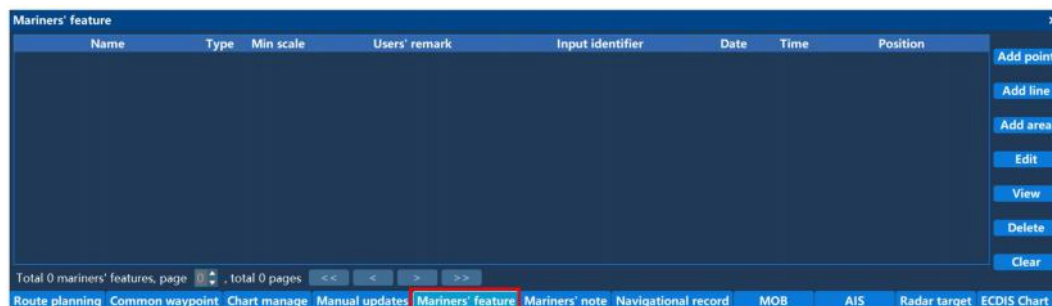 Mariners' feature
Name Type Min scale Users' remark Input identifier Date Time Position
Add point
Add line
Add area
Edit
View
Delete
Clear
Total 0 mariners' features, page 0 , total 0 pages << < > >>
Route planning Common waypoint Chart manage Manual updates Mariners' feature Mariners' note Navigational record MOB AIS Radar target ECDIS Chart